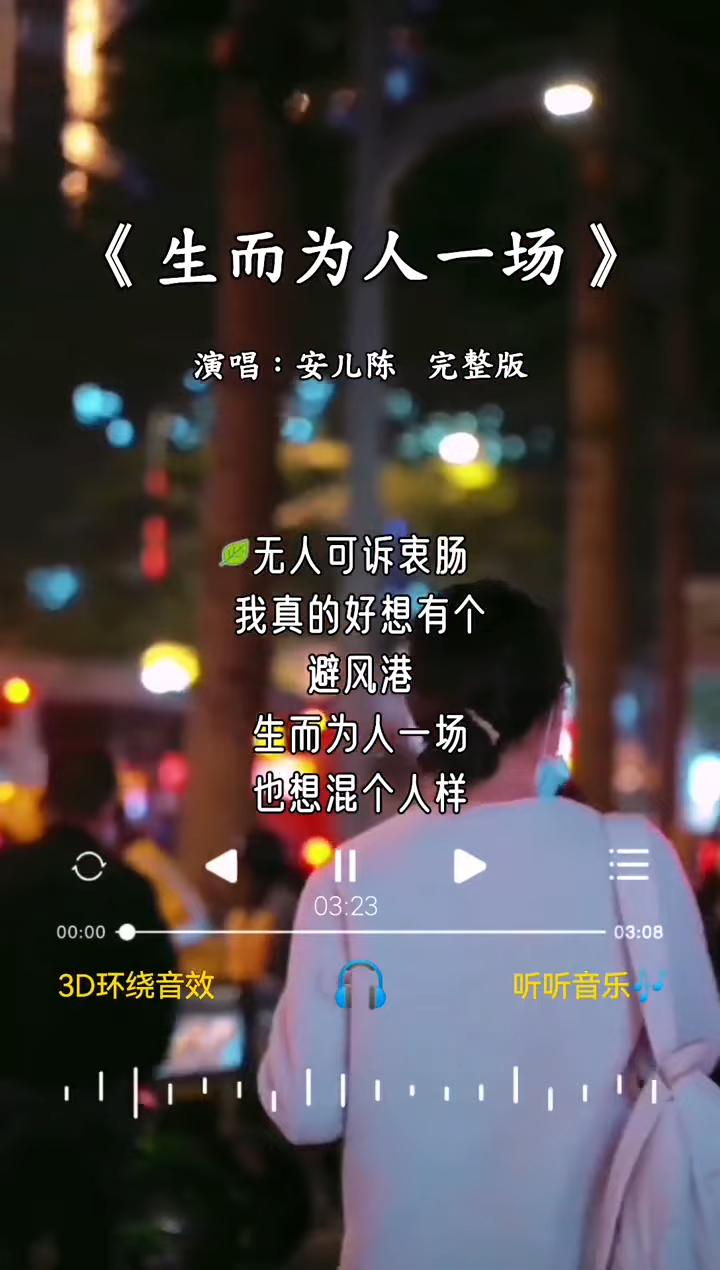 《生而为人一场》
演唱：安儿陈 完整版
无人可诉衷肠
我真的好想有个
避风港
生而为人一场
也想混个人样
03:23
00:00 03:08
3D环绕音效 听听音乐